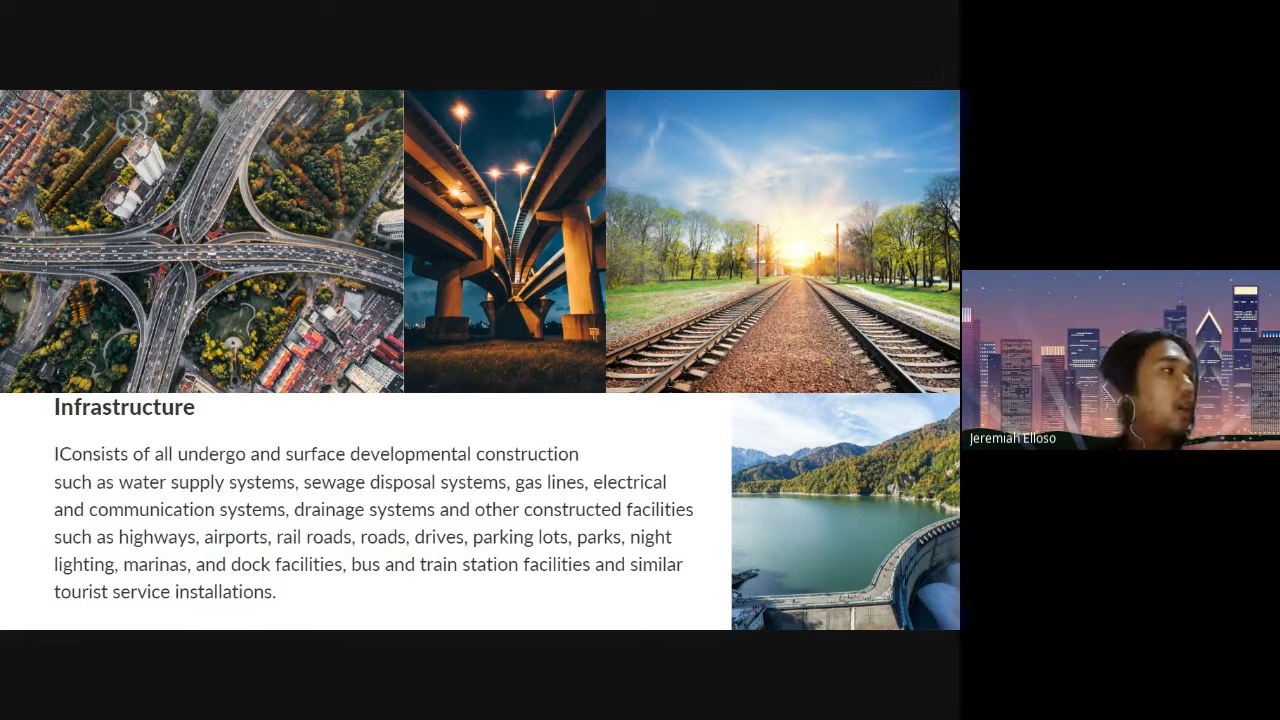 Infrastructure
IConsists of all undergo and surface developmental construction
such as water supply systems, sewage disposal systems, gas lines, electrical
and communication systems, drainage systems and other constructed facilities
such as highways, airports, rail roads, roads, drives, parking lots, parks, night
lighting, marinas, and dock facilities, bus and train station facilities and similar
tourist service installations.
Jeremiah Elloso